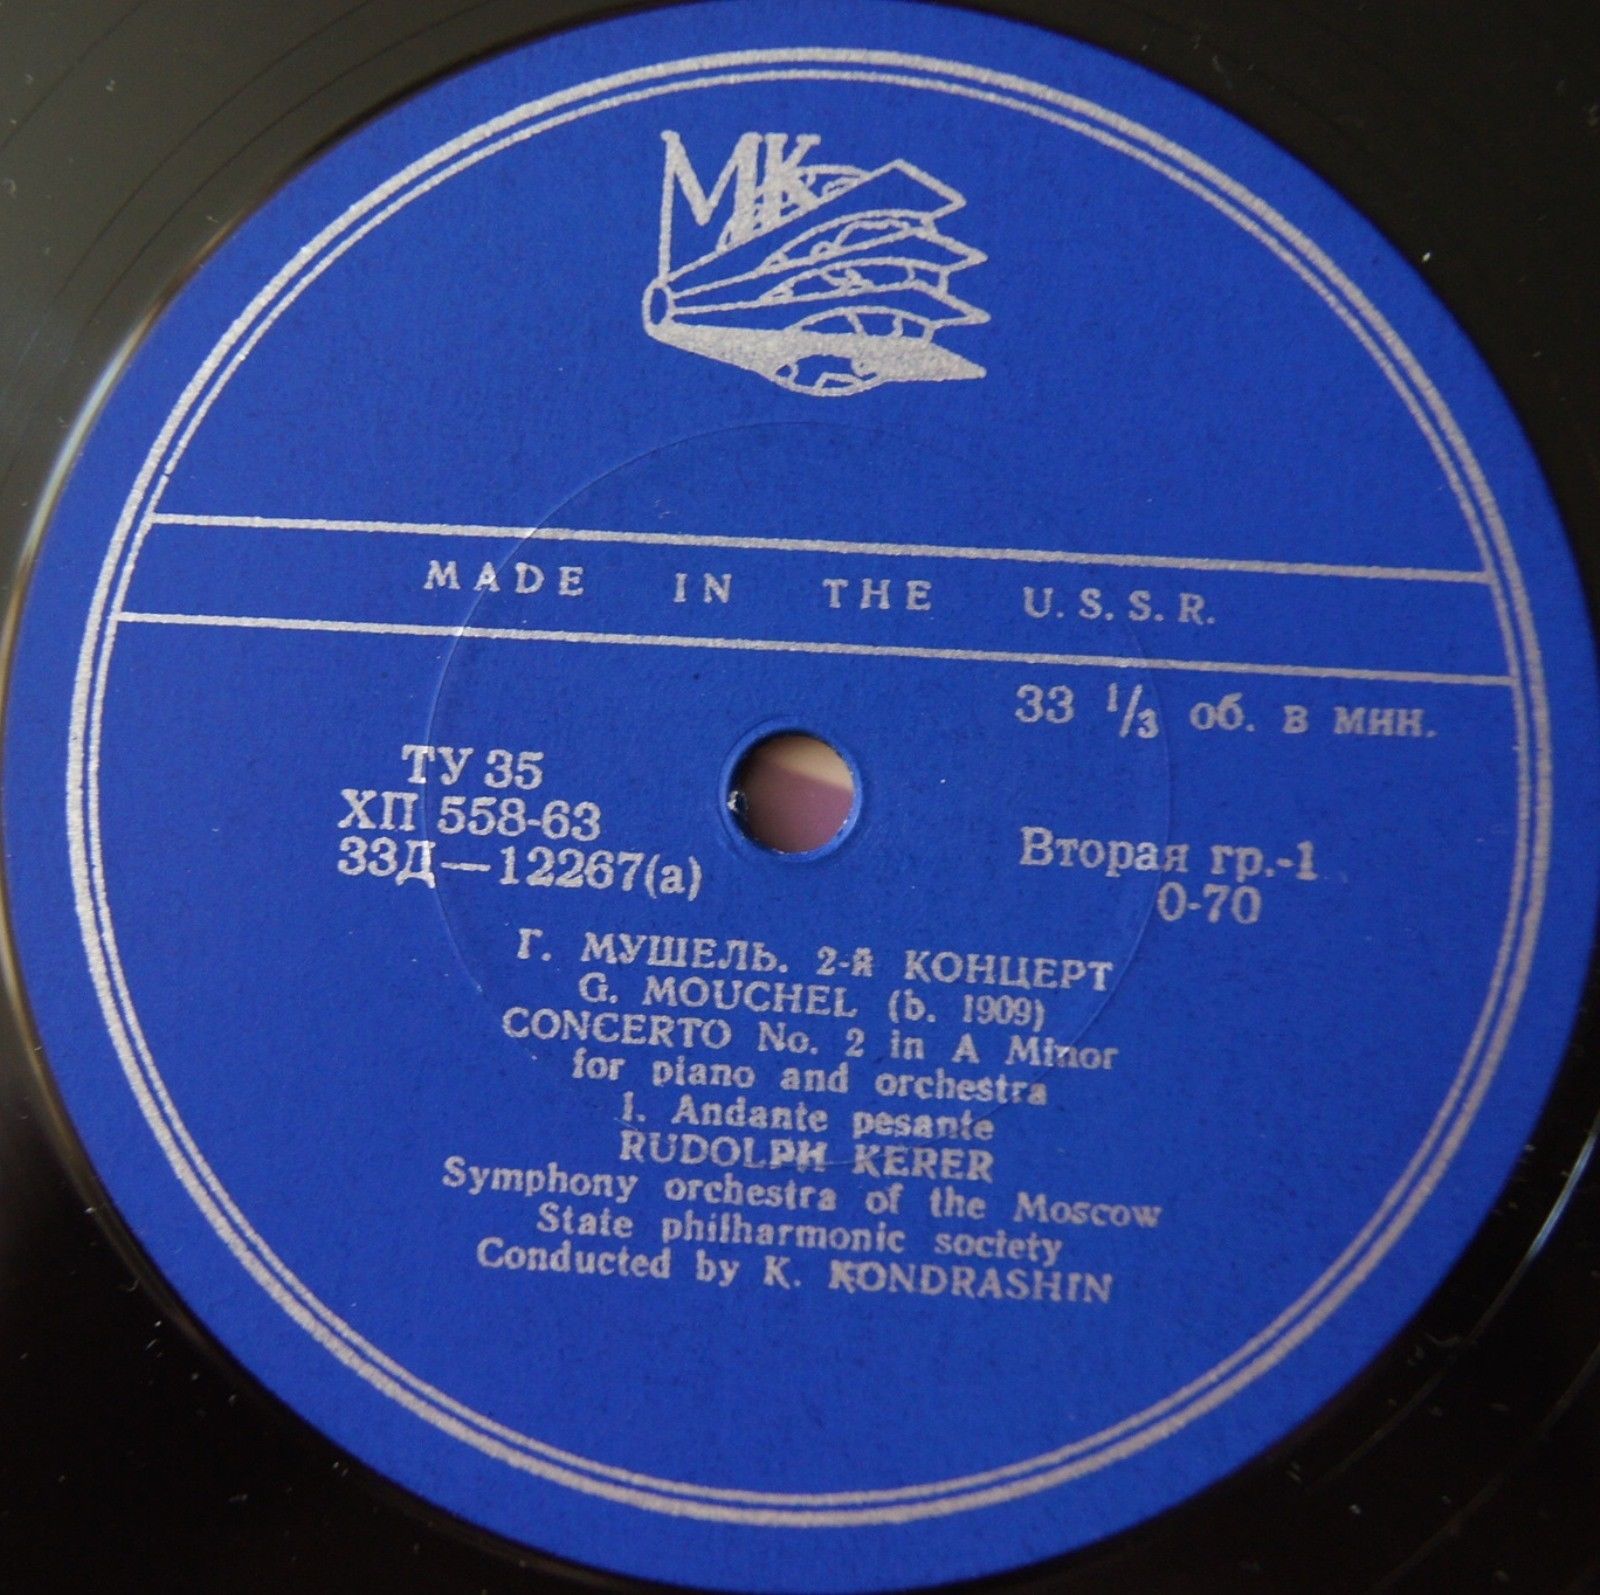 МК
MADE IN THE U.S.S.R.
33 1/3 об. в мин.
ТУ 35
ХП 558-63
33Д—12267(а)
Вторая гр.-1
0-70
Г. МУШЕЛЬ. 2-й КОНЦЕРТ
G. MOUCHEL (b. 1909)
CONCERTO No. 2 in A Minor
for piano and orchestra
I. Andante pesante
RUDOLPH KERER
Symphony orchestra of the Moscow
State philharmonic society
Conducted by K. KONDRASHIN